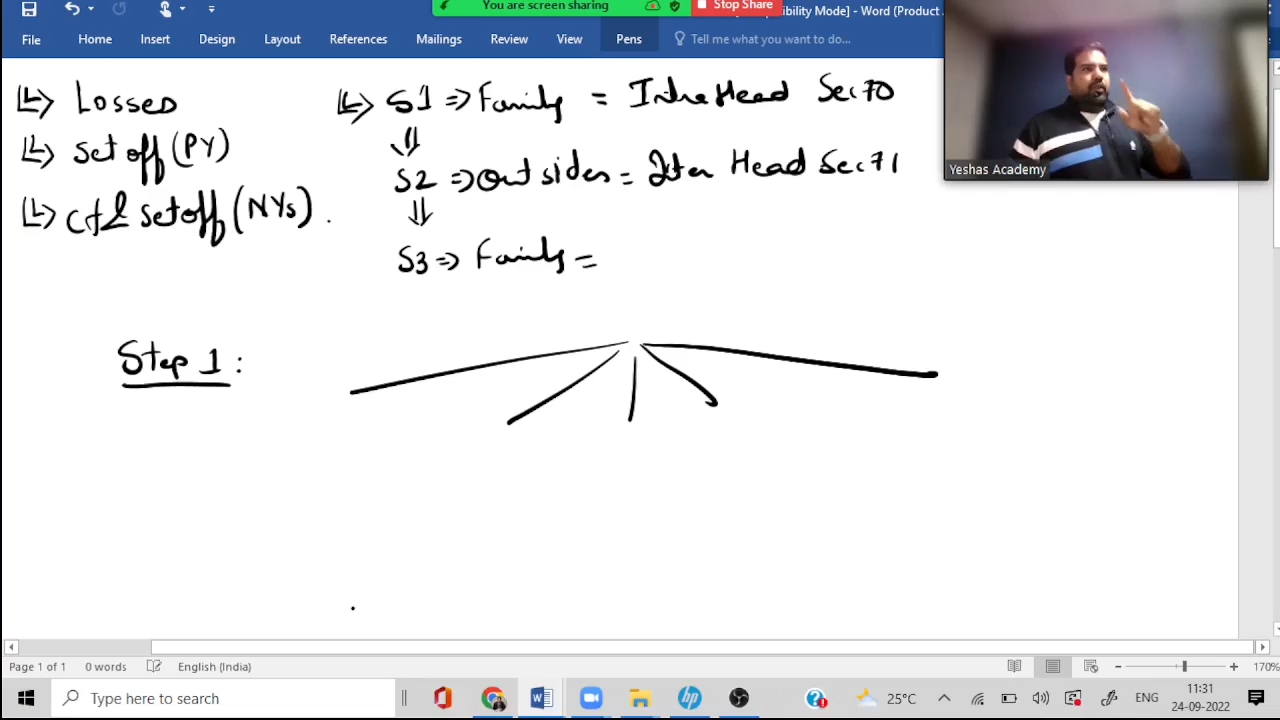 You are screen sharing
Stop Share
ibility Mode] - Word (Product
File Home Insert Design Layout References Mailings Review View Pens Tell me what you want to do...
Losses
Set off (PY)
Cf & Set off (NYs).
S1 => Family = Intra Head Sec 70
S2 => Outsiders = Inter Head Sec 71
S3 => Family =
Yeshas Academy
Step 1:
Page 1 of 1 0 words English (India) 170%
Type here to search
25°C ENG 11:31
24-09-2022